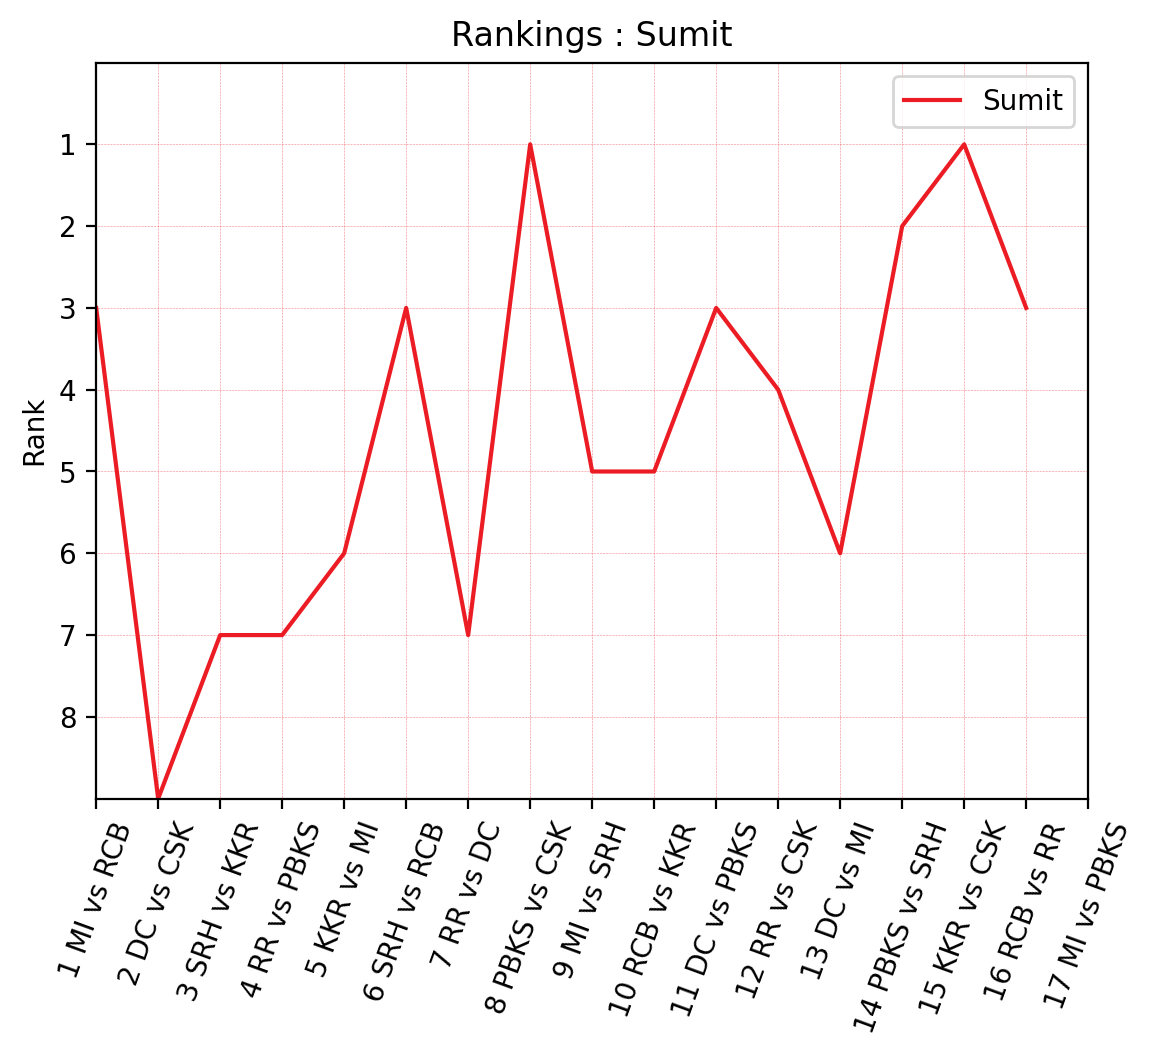 Rankings : Sumit
Sumit
Rank
1
2
3
4
5
6
7
8
1 MI vs RCB
2 DC vs CSK
3 SRH vs KKR
4 RR vs PBKS
5 KKR vs MI
6 SRH vs RCB
7 RR vs DC
8 PBKS vs CSK
9 MI vs SRH
10 RCB vs KKR
11 DC vs PBKS
12 RR vs CSK
13 DC vs MI
14 PBKS vs SRH
15 KKR vs CSK
16 RCB vs RR
17 MI vs PBKS